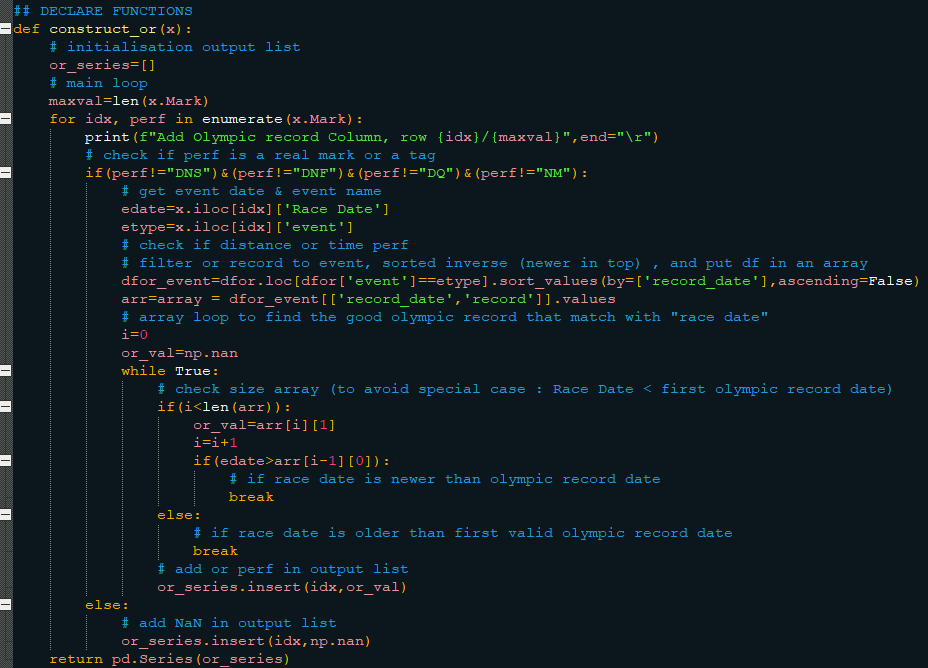 ## DECLARE FUNCTIONS
def construct_or(x):
    # initialisation output list
    or_series=[]
    # main loop
    maxval=len(x.Mark)
    for idx, perf in enumerate(x.Mark):
        print(f"Add Olympic record Column, row {idx}/{maxval}",end="\r")
        # check if perf is a real mark or a tag
        if(perf!="DNS")&(perf!="DNF")&(perf!="DQ")&(perf!="NM"):
            # get event date & event name
            edate=x.iloc[idx]['Race Date']
            etype=x.iloc[idx]['event']
            # check if distance or time perf
            # filter or record to event, sorted inverse (newer in top) , and put df in an array
            dfor_event=dfor.loc[dfor['event']==etype].sort_values(by=['record_date'],ascending=False)
            arr=array = dfor_event[['record_date','record']].values
            # array loop to find the good olympic record that match with "race date"
            i=0
            or_val=np.nan
            while True:
                # check size array (to avoid special case : Race Date < first olympic record date)
                if(i<len(arr)):
                    or_val=arr[i][1]
                    i=i+1
                    if(edate>arr[i-1][0]):
                        # if race date is newer than olympic record date
                        break
                else:
                    # if race date is older than first valid olympic record date
                    break
                # add or perf in output list
                or_series.insert(idx,or_val)
        else:
            # add NaN in output list
            or_series.insert(idx,np.nan)
    return pd.Series(or_series)